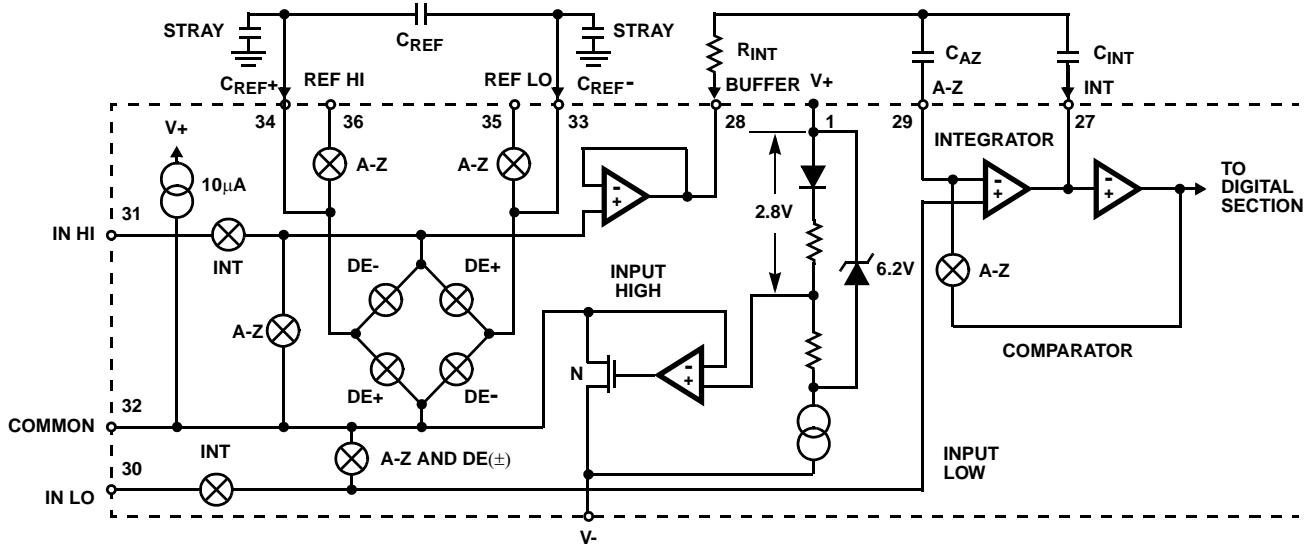 STRAY
CREF
STRAY
RINT
CAZ
CINT
CREF+
REF HI
REF LO
CREF-
BUFFER
V+
A-Z
INT
34
36
35
33
28
1
29
27
V+
10µA
A-Z
A-Z
INTEGRATOR
-
+
-
+
TO
DIGITAL
SECTION
2.8V
31
IN HI
INT
DE-
DE+
INPUT
HIGH
6.2V
A-Z
A-Z
COMPARATOR
N
-
+
DE+
DE-
32
COMMON
INT
A-Z AND DE(±)
INPUT
LOW
30
IN LO
V-